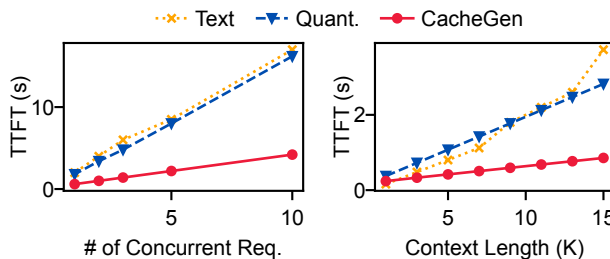 Text Quant. CacheGen
TTFT (s)
10
0
5 10
# of Concurrent Req.
TTFT (s)
2
0
5 10 15
Context Length (K)